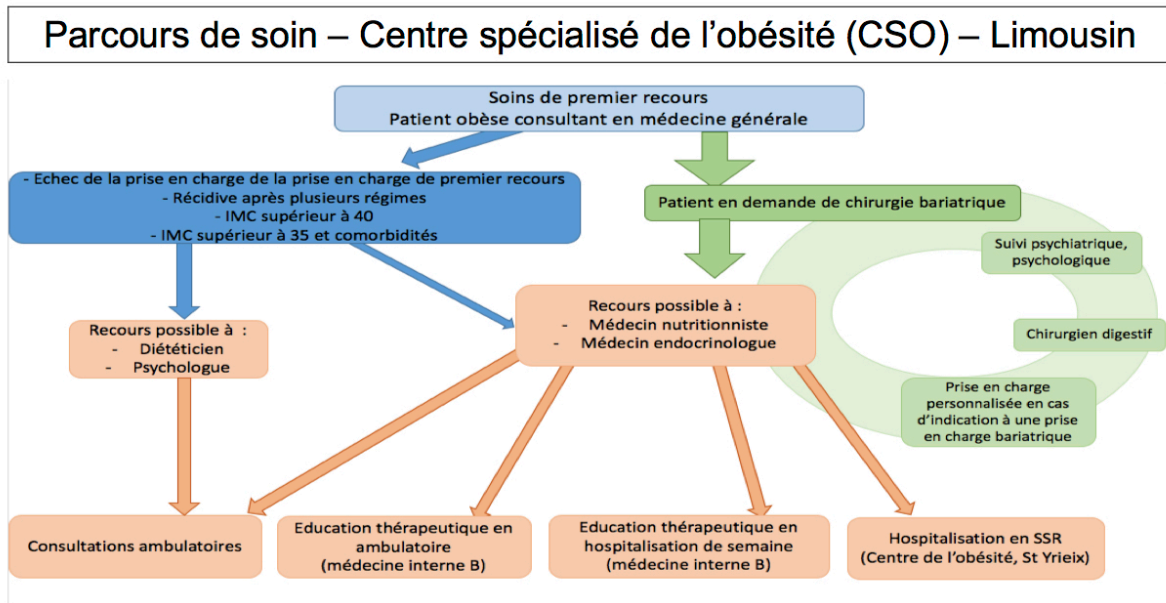 Parcours de soin – Centre spécialisé de l’obésité (CSO) – Limousin
Soins de premier recours
Patient obèse consultant en médecine générale
- Echec de la prise en charge de la prise en charge de premier recours
- Récidive après plusieurs régimes
- IMC supérieur à 40
- IMC supérieur à 35 et comorbidités
Patient en demande de chirurgie bariatrique
Suivi psychiatrique,
psychologique
Recours possible à :
- Médecin nutritionniste
- Médecin endocrinologue
Recours possible à :
- Diététicien
- Psychologue
Chirurgien digestif
Prise en charge
personnalisée en cas
d’indication à une prise
en charge bariatrique
Consultations ambulatoires
Education thérapeutique en
ambulatoire
(médecine interne B)
Education thérapeutique en
hospitalisation de semaine
(médecine interne B)
Hospitalisation en SSR
(Centre de l’obésité, St Yrieix)